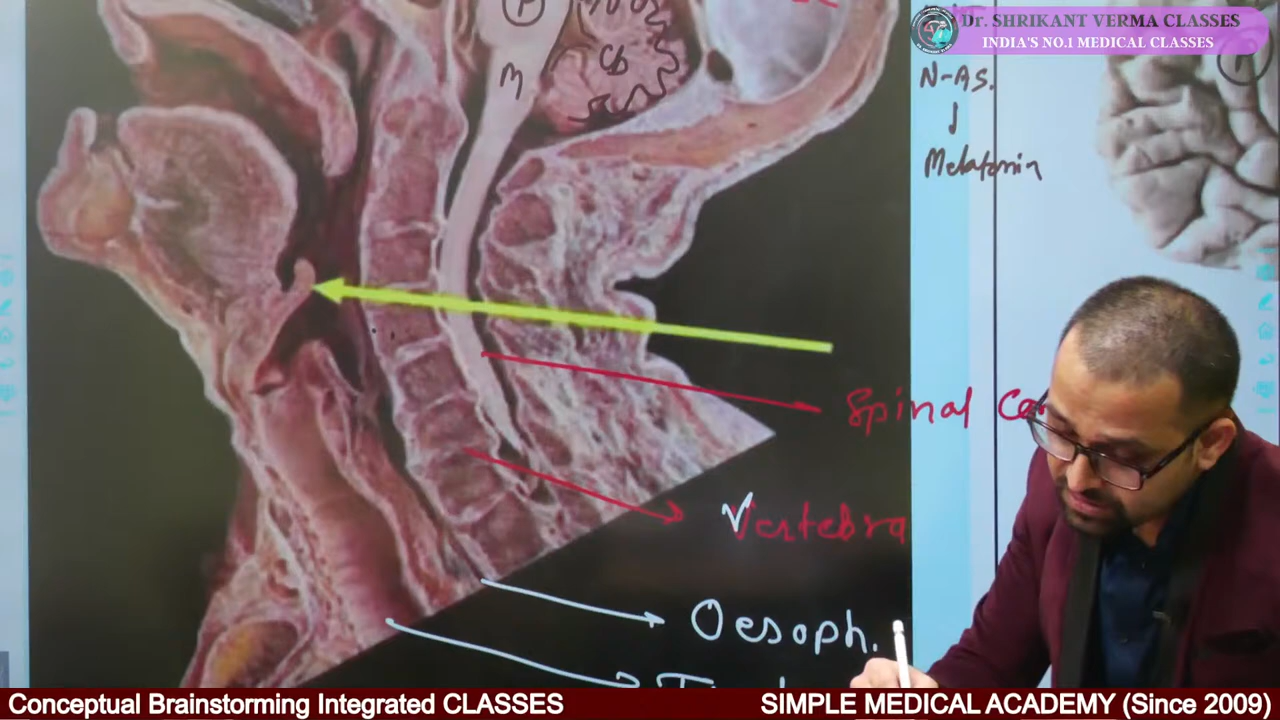 Dr. SHRIKANT VERMA CLASSES
INDIA'S NO.1 MEDICAL CLASSES
P
M
Cb
N-As.
Melatonin
Spinal
Vertebra
Oesoph.
Conceptual Brainstorming Integrated CLASSES
SIMPLE MEDICAL ACADEMY (Since 2009)